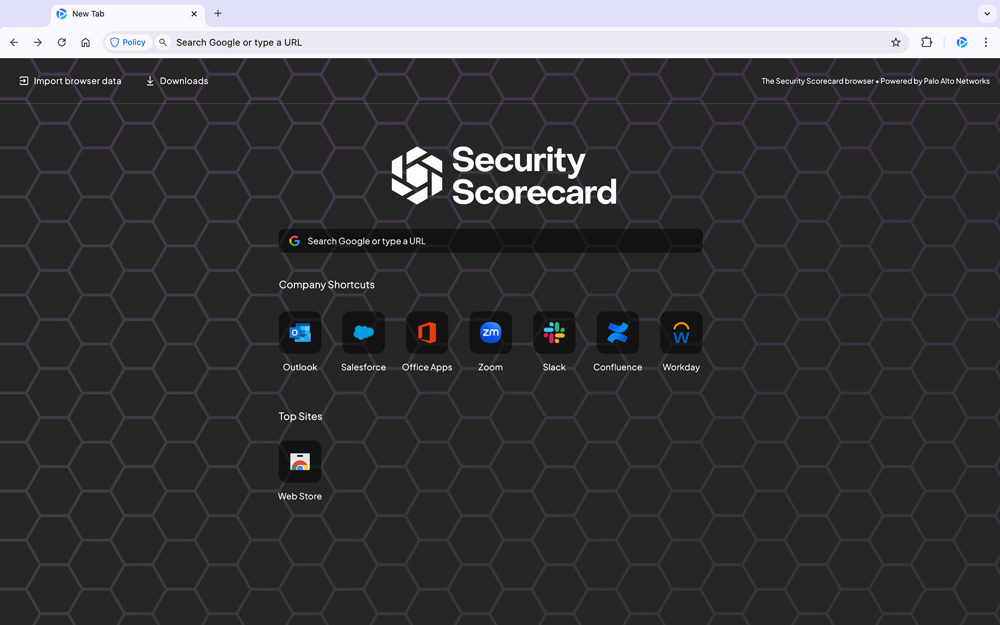 New Tab
Policy
Search Google or type a URL
Import browser data
Downloads
The Security Scorecard browser • Powered by Palo Alto Networks
Security
Scorecard
Search Google or type a URL
Company Shortcuts
O
zm
W
Outlook
Salesforce
Office Apps
Zoom
Slack
Confluence
Workday
Top Sites
Web Store